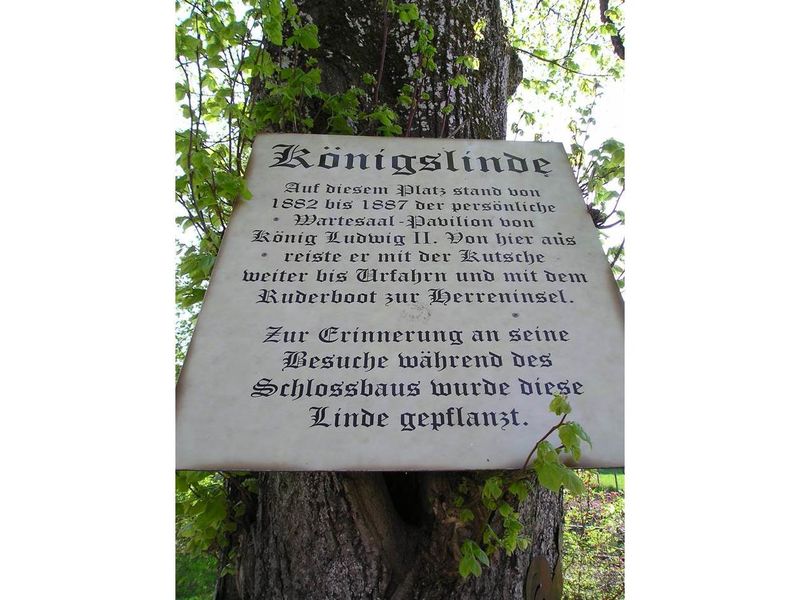 Königslinde
Auf diesem Platz stand von
1882 bis 1887 der persönliche
Wartesaal-Pavilion von
König Ludwig II. Von hier aus
reiste er mit der Kutsche
weiter bis Urfahrn und mit dem
Ruderboot zur Herreninsel.
Zur Erinnerung an seine
Besuche während des
Schlossbaus wurde diese
Linde gepflanzt.